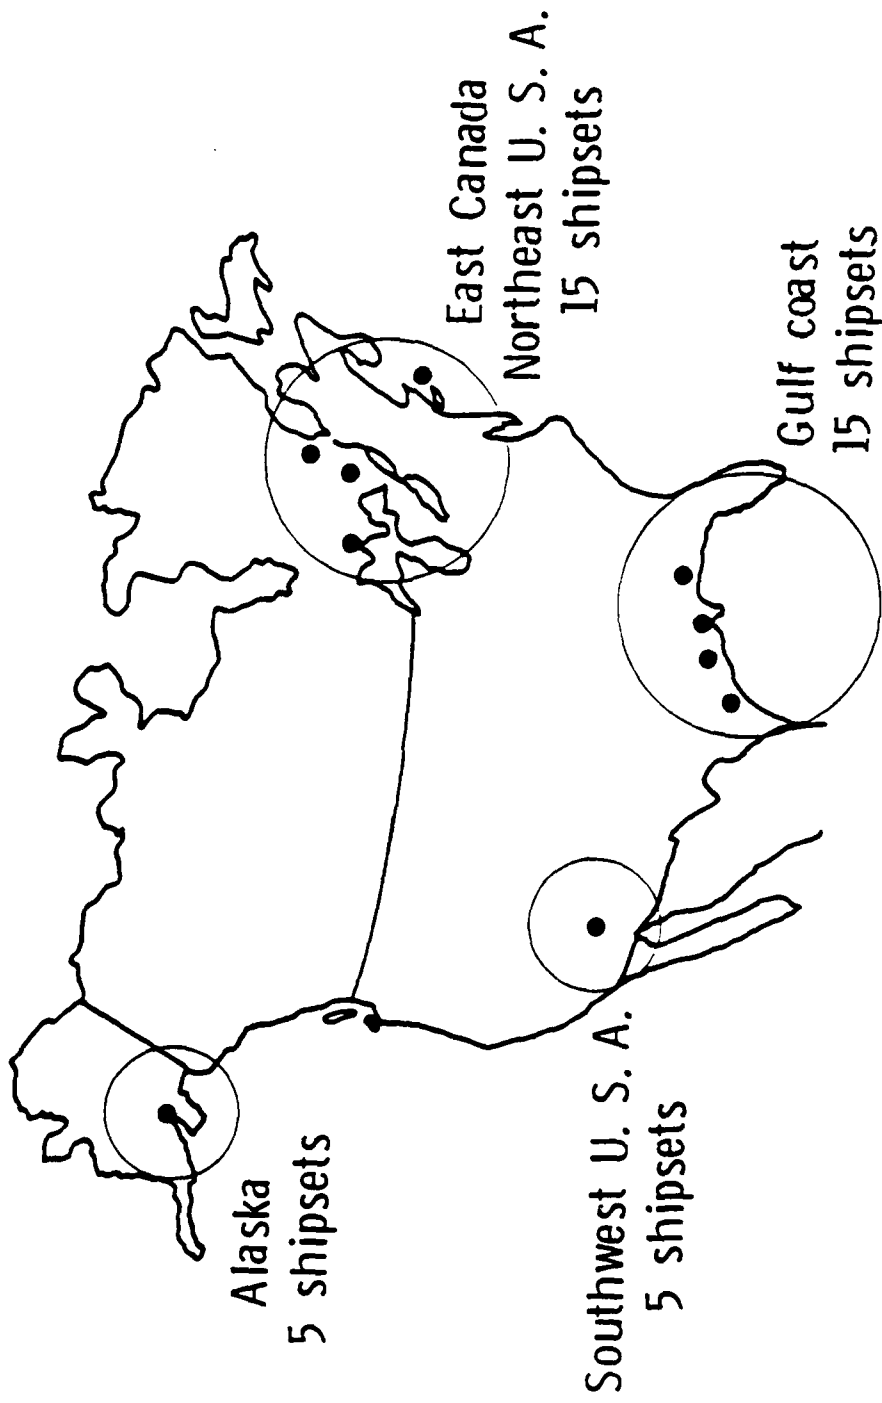 Alaska
5 shipsets
East Canada
Northeast U. S. A.
15 shipsets
Southwest U. S. A.
5 shipsets
Gulf coast
15 shipsets